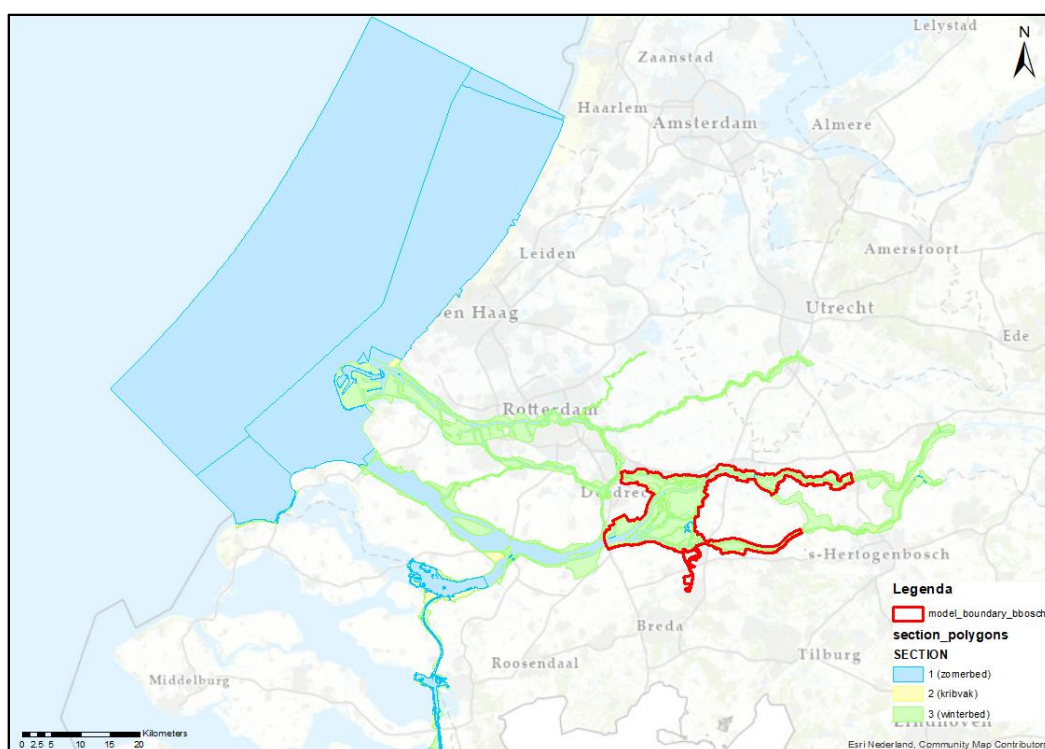 N
Lelystad
Zaanstad
Haarlem
Amsterdam
Almere
Leiden
Amersfoort
Utrecht
Ede
en Haag
Rotterdam
's-Hertogenbosch
Breda
Tilburg
Roosendaal
Middelburg
Eindhoven
Legenda
model_boundary_bbosch
section_polygons
SECTION
1 (zomerbed)
2 (kribvak)
3 (winterbed)
Kilometers
0 2.5 5 10 15 20
Esri Nederland, Community Map Contributors